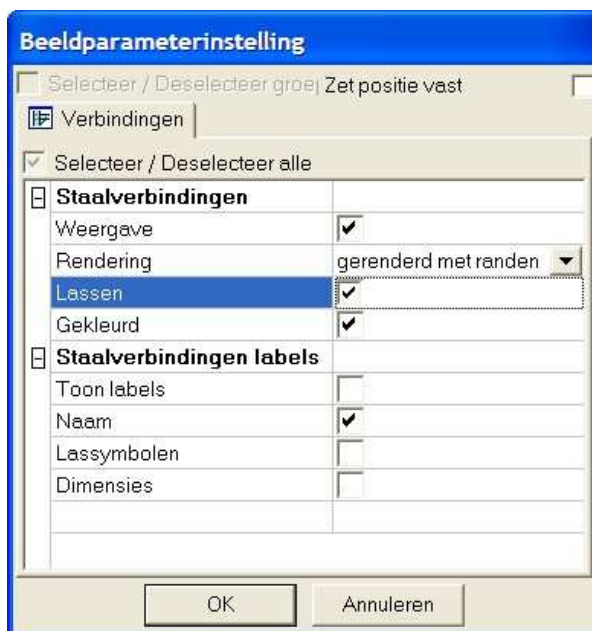 Beeldparameterinstelling
Selecteer / Deselecteer groep Zet positie vast
Verbindingen
Selecteer / Deselecteer alle
Staalverbindingen
Weergave
Rendering gerenderd met randen
Lassen
Gekleurd
Staalverbindingen labels
Toon labels
Naam
Lassymbolen
Dimensies
OK Annuleren